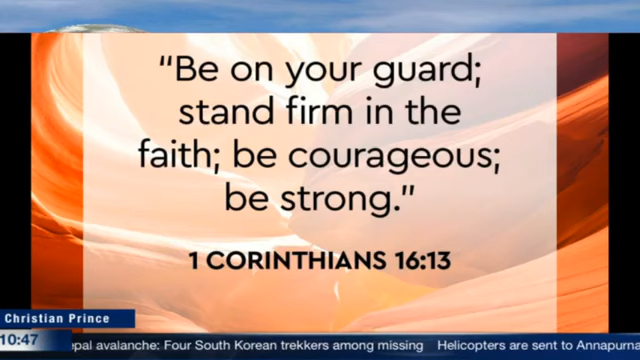 “Be on your guard;
stand firm in the
faith; be courageous;
be strong.”
1 CORINTHIANS 16:13
Christian Prince
10:47
epal avalanche: Four South Korean trekkers among missing Helicopters are sent to Annapurna